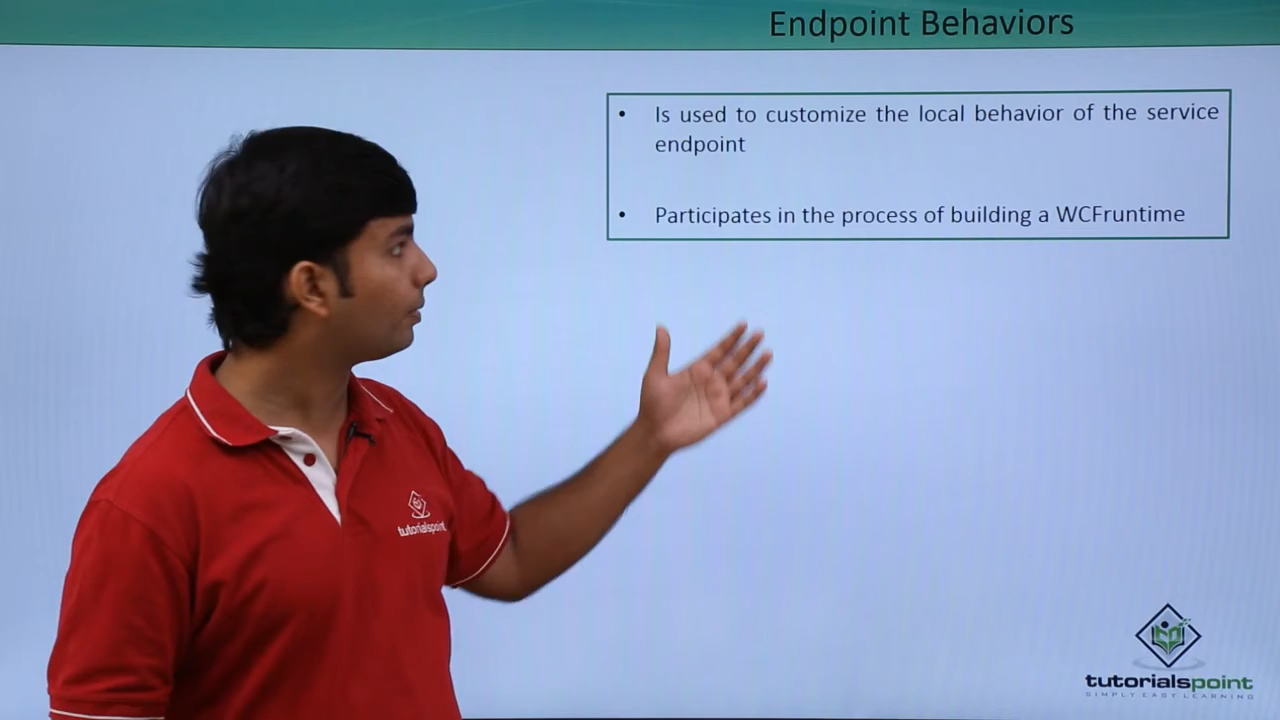 Endpoint Behaviors
• Is used to customize the local behavior of the service
endpoint
• Participates in the process of building a WCFruntime
tutorialspoint
tutorialspoint
SIMPLY EASY LEARNING